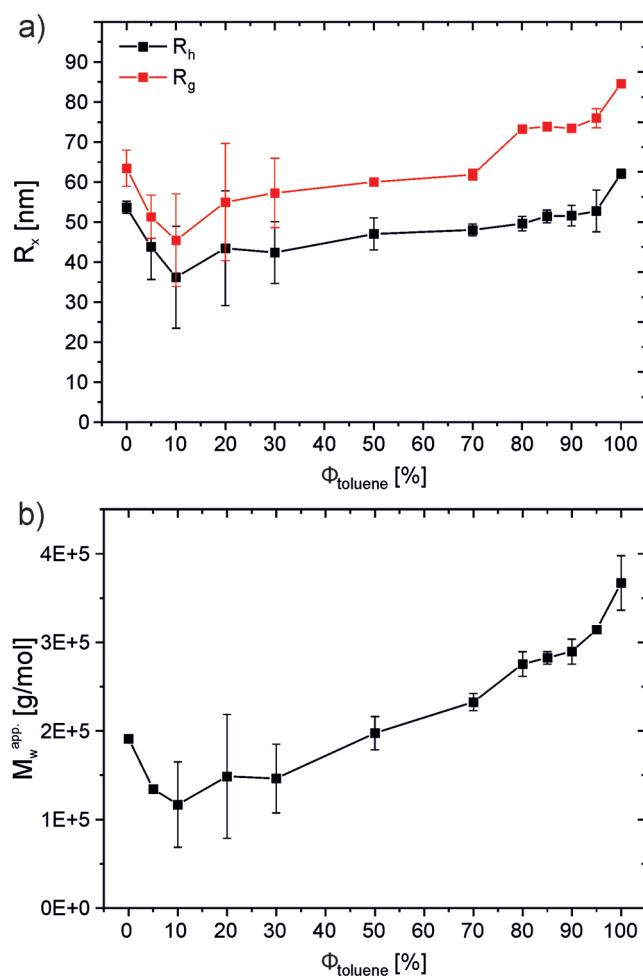 a)
R_h
R_g
90
80
70
60
50
40
30
20
10
0
R_x [nm]
0 10 20 30 40 50 60 70 80 90 100
Φ_toluene [%]
b)
4E+5
3E+5
2E+5
1E+5
0E+0
M_w^app. [g/mol]
0 10 20 30 40 50 60 70 80 90 100
Φ_toluene [%]